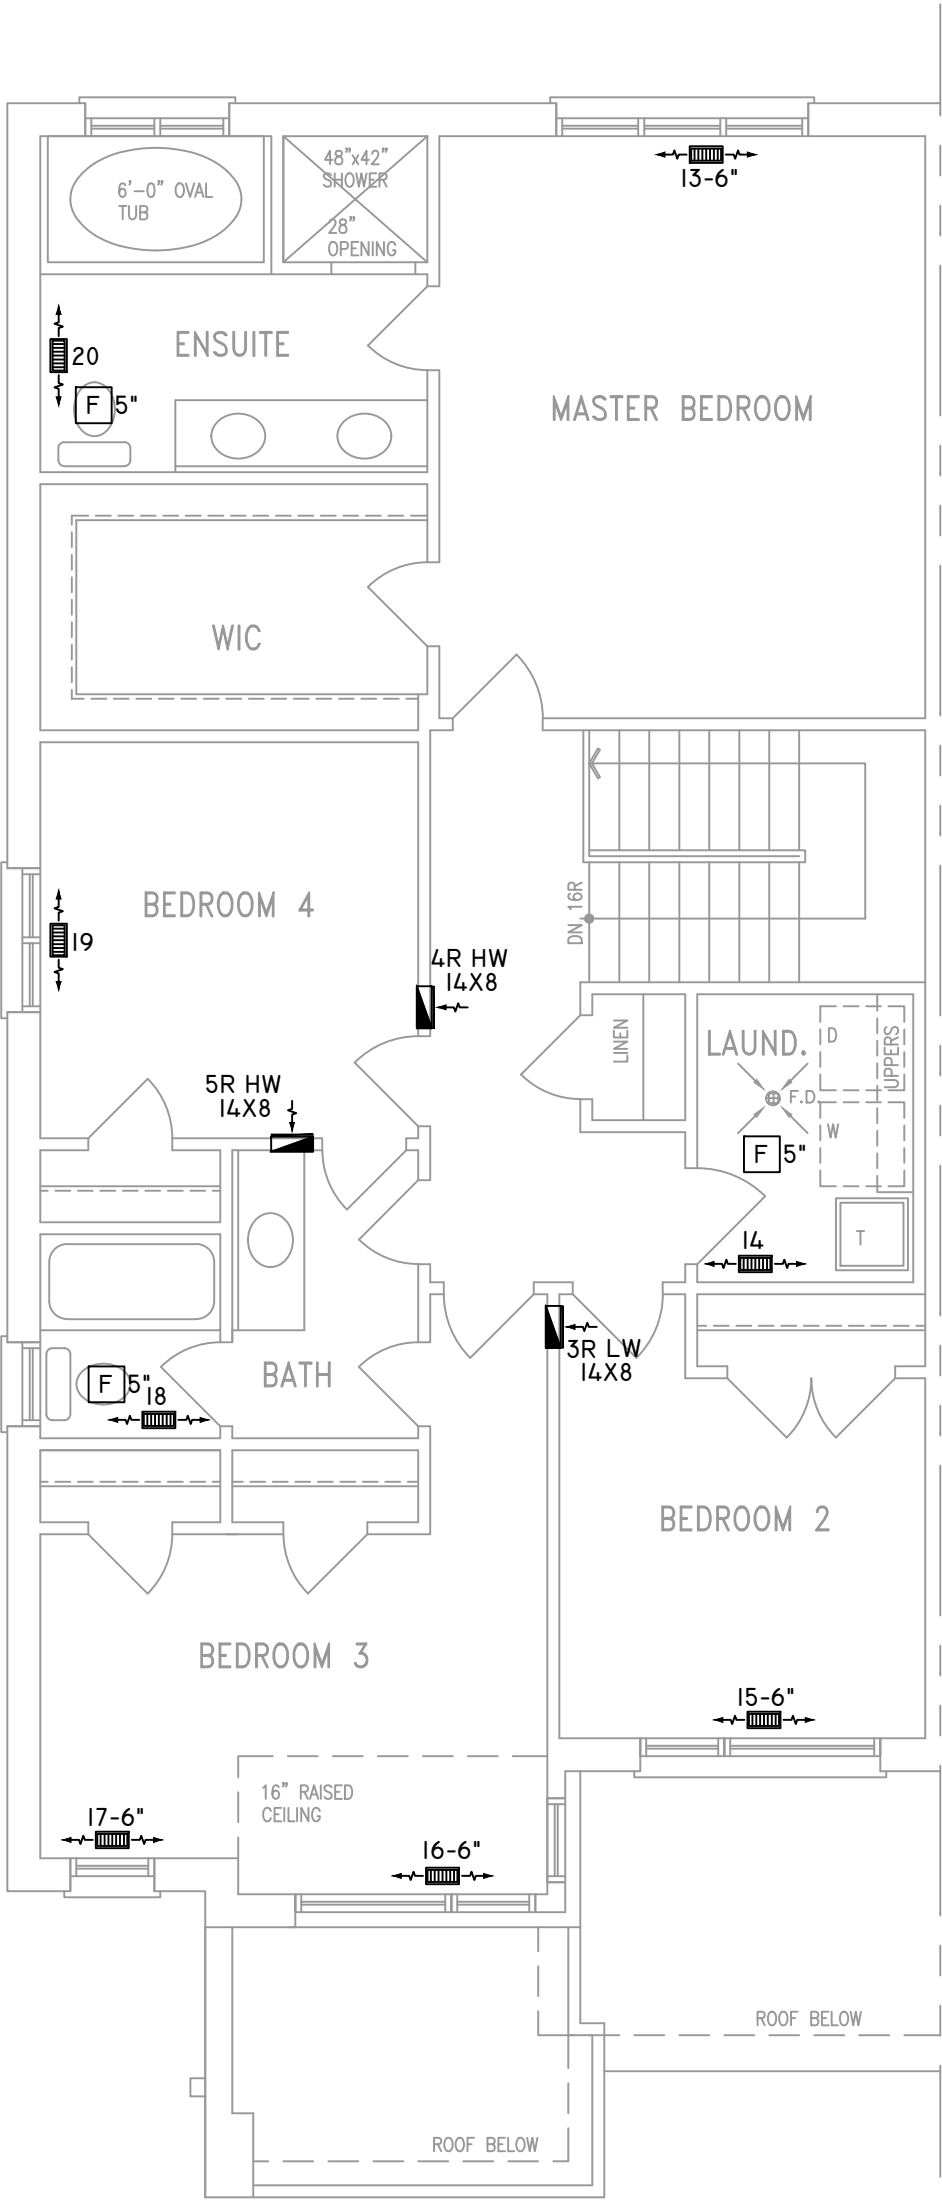 48"x42"
SHOWER
28"
OPENING
6'-0" OVAL
TUB
13-6"
ENSUITE
20
F 5"
MASTER BEDROOM
WIC
BEDROOM 4
19
DN 16R
4R HW
14X8
LINEN
LAUND.
D
UPPERS
F.D.
W
F 5"
T
14
5R HW
14X8
3R LW
14X8
BATH
F 5"
18
BEDROOM 2
BEDROOM 3
15-6"
16" RAISED
CEILING
17-6"
16-6"
ROOF BELOW
ROOF BELOW